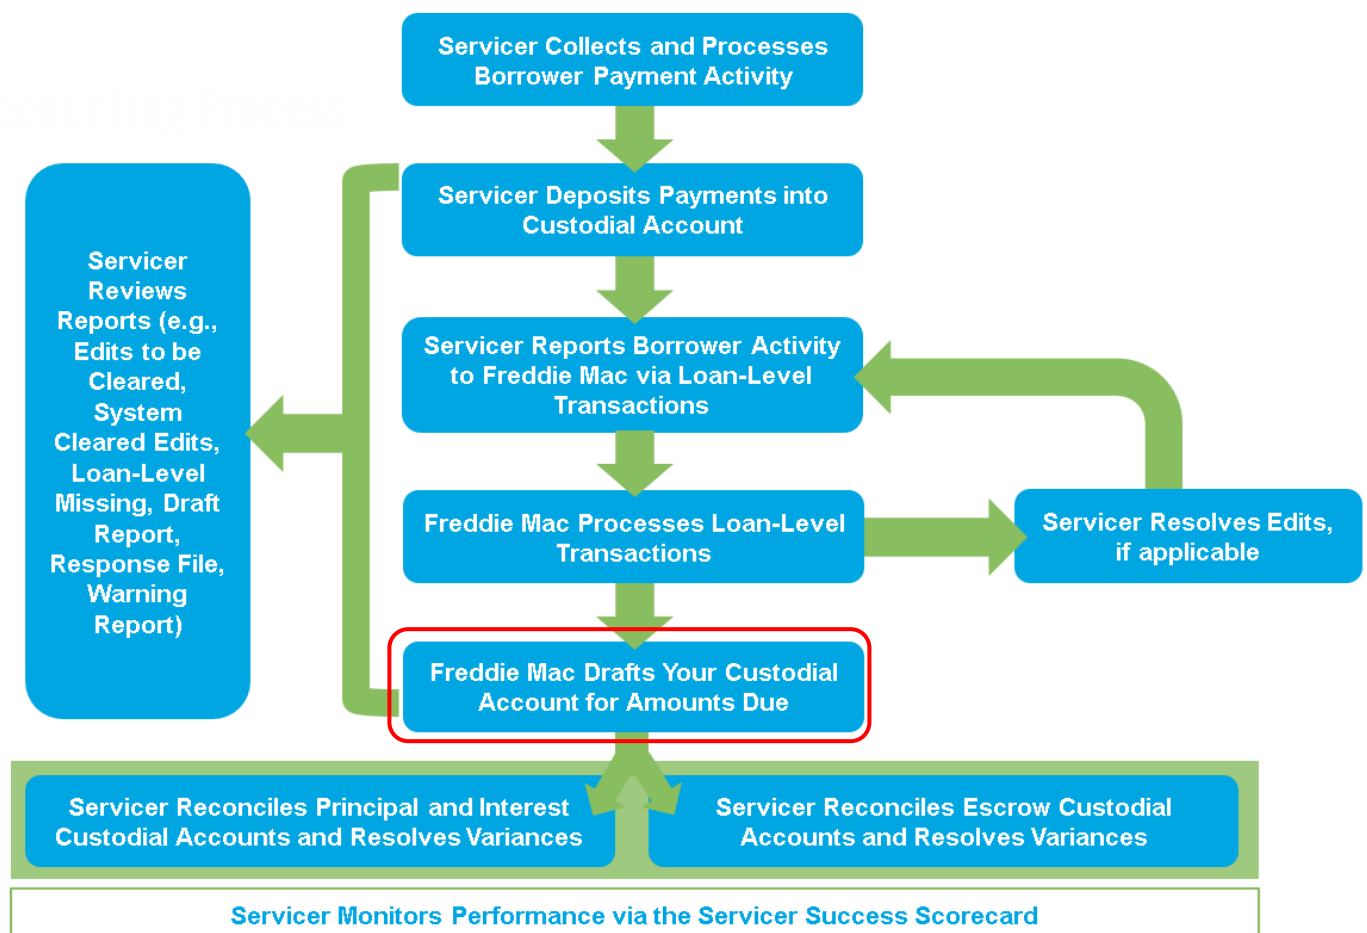 Servicer Collects and Processes
Borrower Payment Activity
Servicer Deposits Payments into
Custodial Account
Servicer
Reviews
Reports (e.g.,
Edits to be
Cleared,
System
Cleared Edits,
Loan-Level
Missing, Draft
Report,
Response File,
Warning
Report)
Servicer Reports Borrower Activity
to Freddie Mac via Loan-Level
Transactions
Freddie Mac Processes Loan-Level
Transactions
Servicer Resolves Edits,
if applicable
Freddie Mac Drafts Your Custodial
Account for Amounts Due
Servicer Reconciles Principal and Interest
Custodial Accounts and Resolves Variances
Servicer Reconciles Escrow Custodial
Accounts and Resolves Variances
Servicer Monitors Performance via the Servicer Success Scorecard